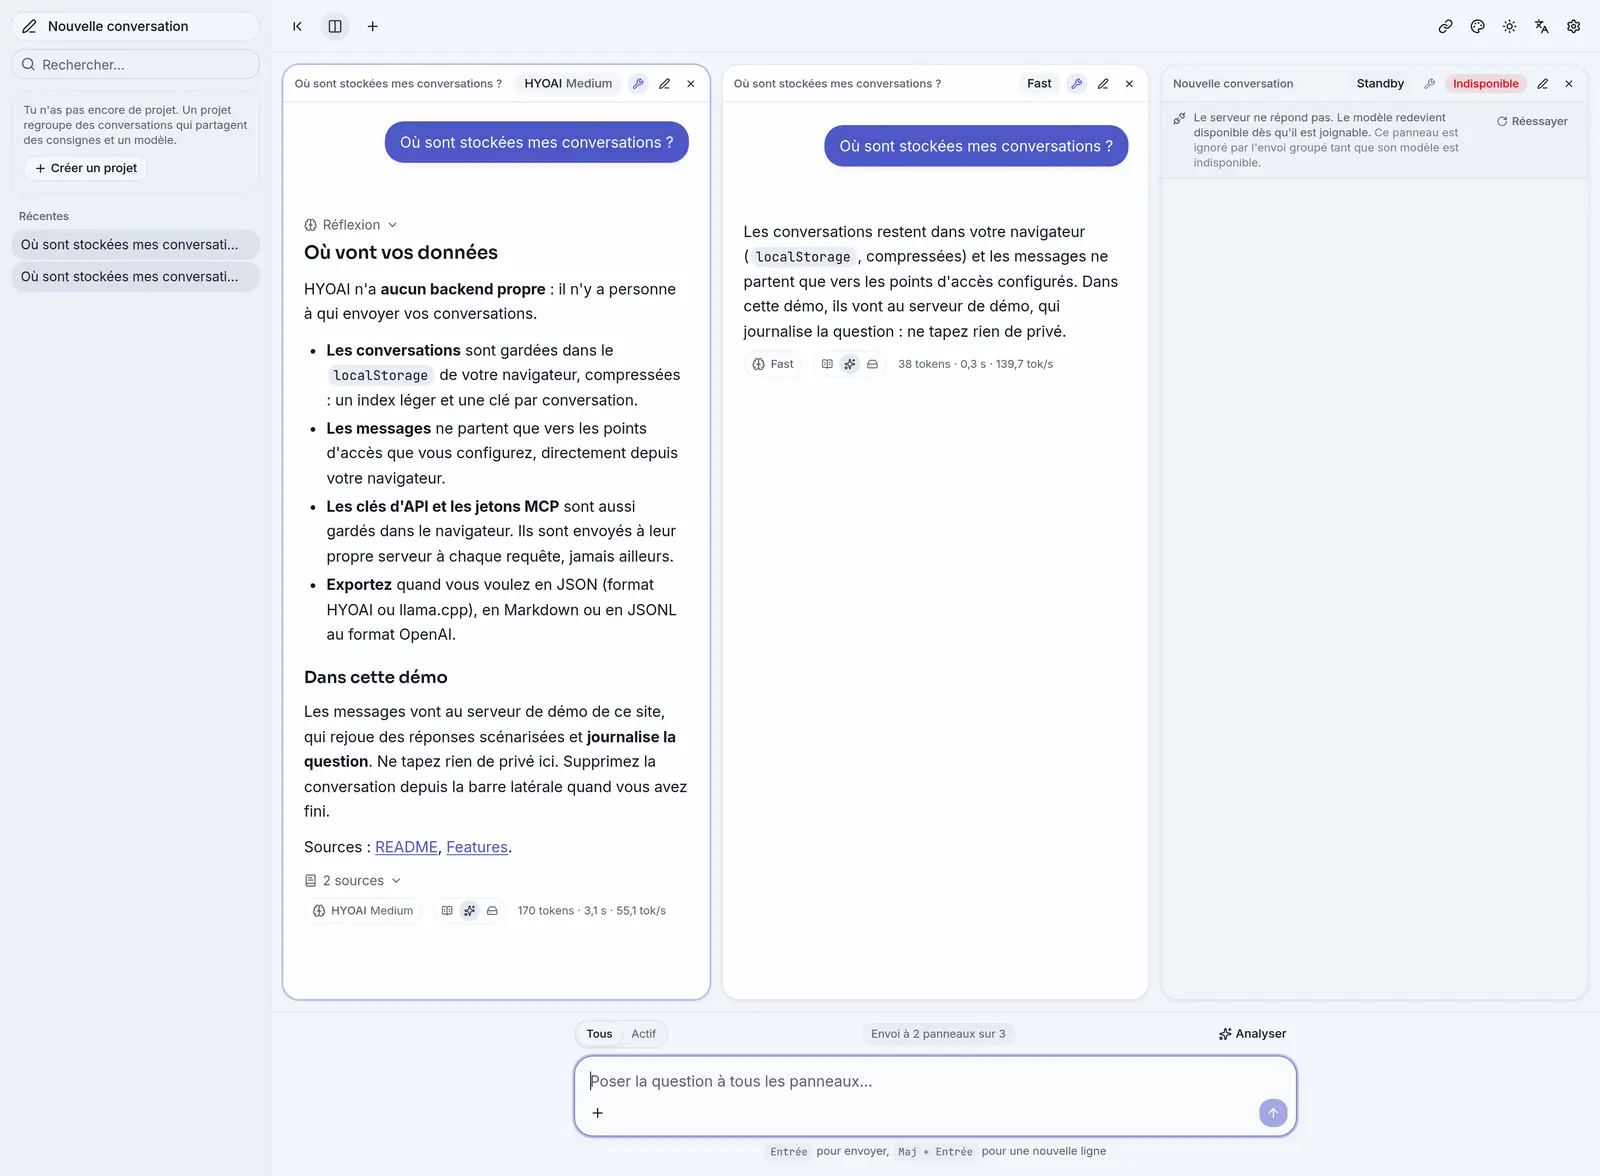 Nouvelle conversation
Rechercher...
Tu n'as pas encore de projet. Un projet
regroupe des conversations qui partagent
des consignes et un modèle.
Créer un projet
Récentes
Où sont stockées mes conversati...
Où sont stockées mes conversati...
Où sont stockées mes conversations ?
HYOAI Medium
Où sont stockées mes conversations ?
Réflexion
Où vont vos données
HYOAI n'a aucun backend propre : il n'y a personne
à qui envoyer vos conversations.
• Les conversations sont gardées dans le
localStorage de votre navigateur, compressées
: un index léger et une clé par conversation.
• Les messages ne partent que vers les points
d'accès que vous configurez, directement depuis
votre navigateur.
• Les clés d'API et les jetons MCP sont aussi
gardés dans le navigateur. Ils sont envoyés à leur
propre serveur à chaque requête, jamais ailleurs.
• Exportez quand vous voulez en JSON (format
HYOAI ou llama.cpp), en Markdown ou en JSONL
au format OpenAI.
Dans cette démo
Les messages vont au serveur de démo de ce site,
qui rejoue des réponses scénarisées et journalise la
question. Ne tapez rien de privé ici. Supprimez la
conversation depuis la barre latérale quand vous avez
fini.
Sources : README, Features.
2 sources
HYOAI Medium
170 tokens · 3,1 s · 55,1 tok/s
Où sont stockées mes conversations ?
Fast
Où sont stockées mes conversations ?
Les conversations restent dans votre navigateur
( localStorage , compressées) et les messages ne
partent que vers les points d'accès configurés. Dans
cette démo, ils vont au serveur de démo, qui
journalise la question : ne tapez rien de privé.
Fast
38 tokens · 0,3 s · 139,7 tok/s
Nouvelle conversation
Standby
Indisponible
Le serveur ne répond pas. Le modèle redevient
disponible dès qu'il est joignable. Ce panneau est
ignoré par l'envoi groupé tant que son modèle est
indisponible.
Réessayer
Tous
Actif
Envoi à 2 panneaux sur 3
Analyser
Poser la question à tous les panneaux...
Entrée pour envoyer, Maj + Entrée pour une nouvelle ligne